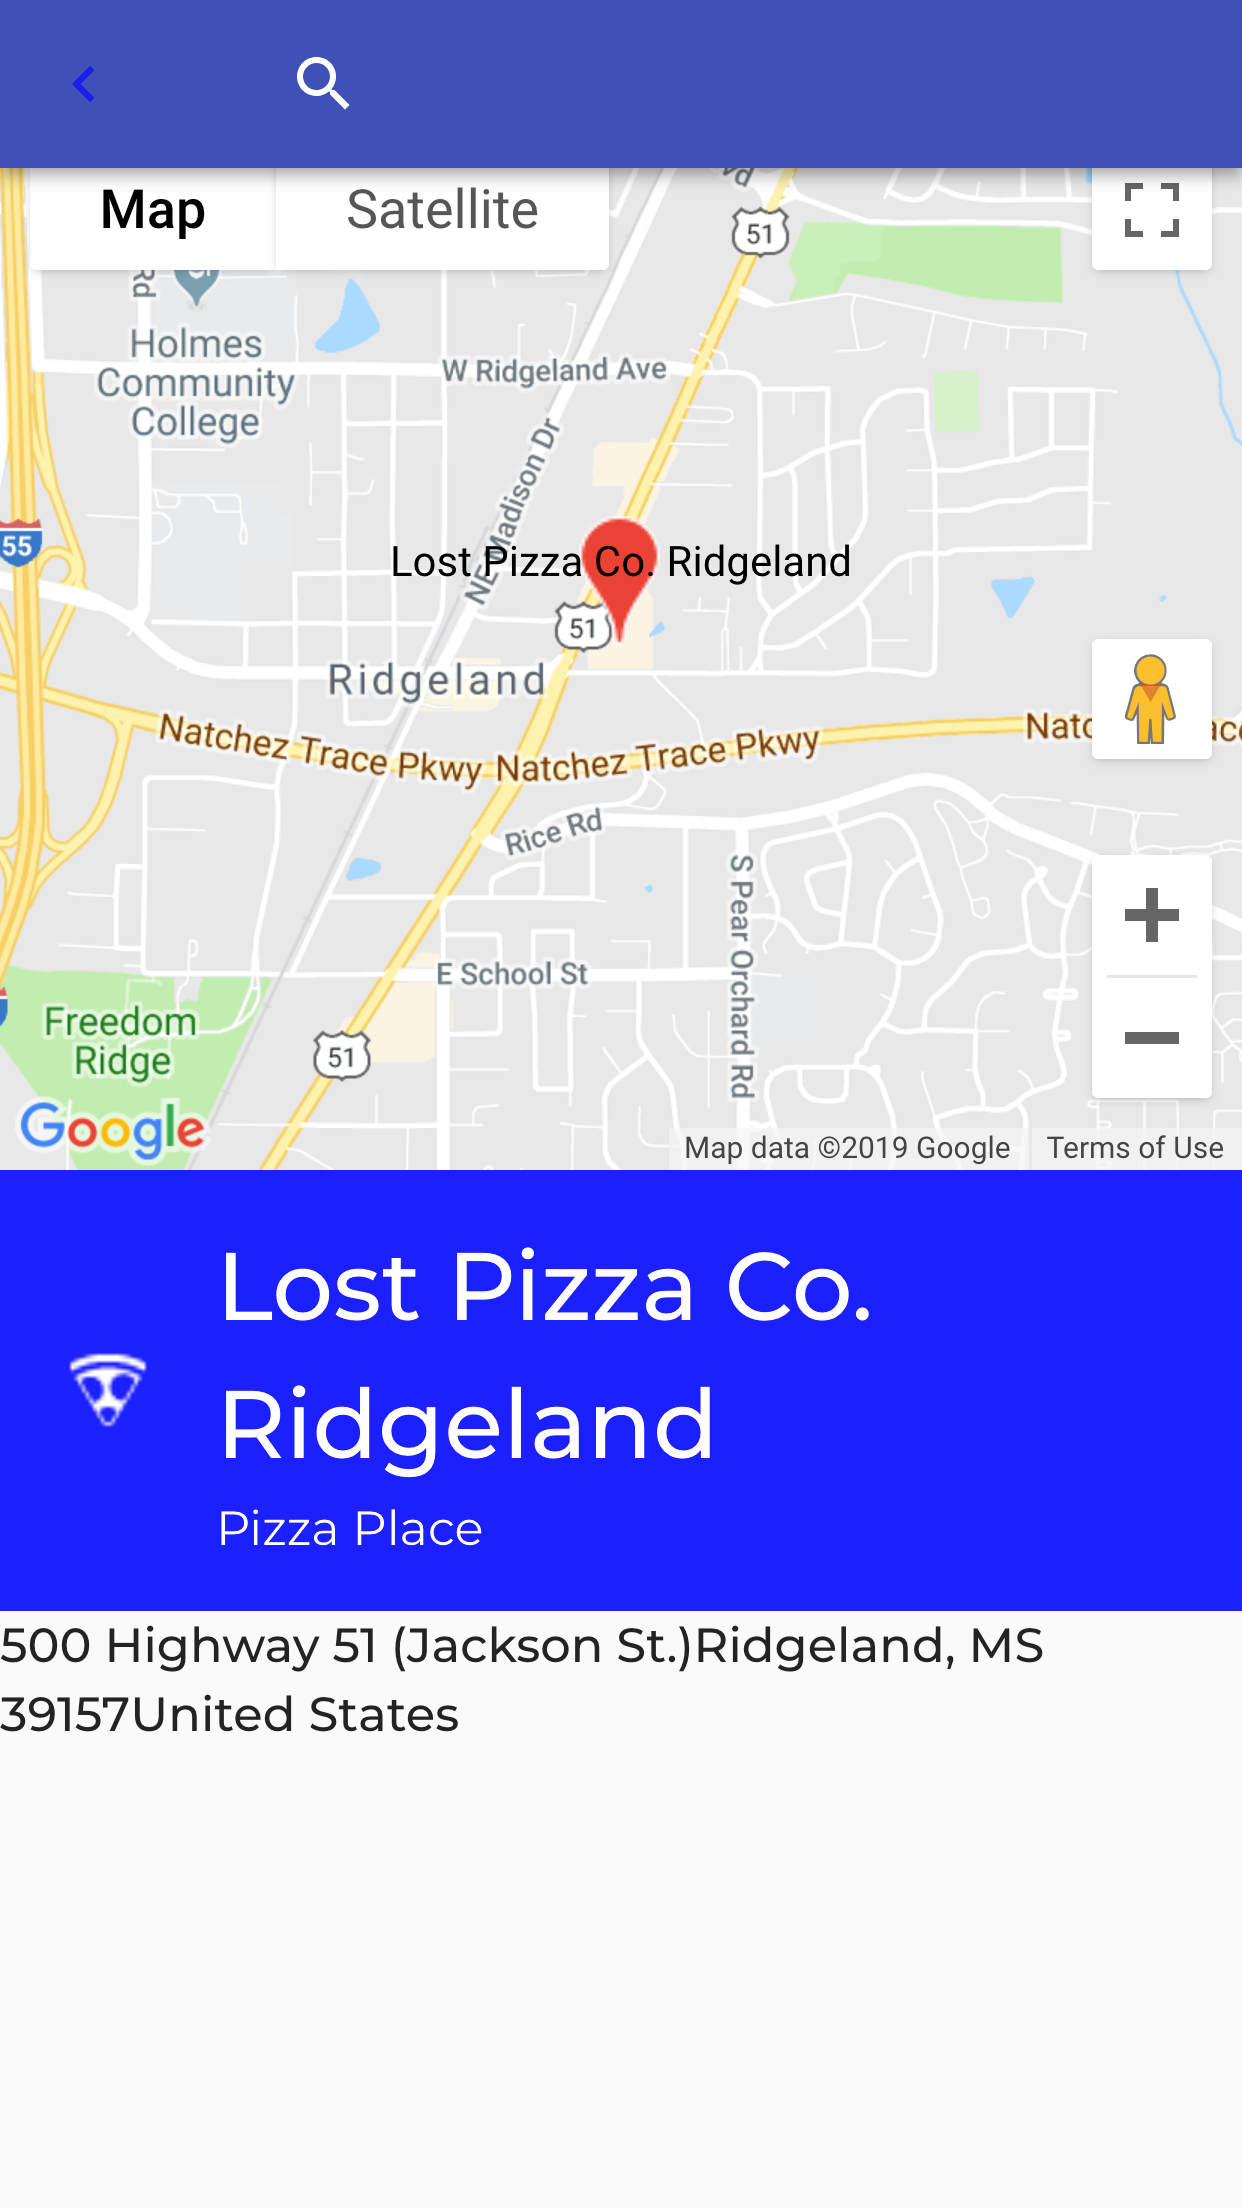 Map
Satellite
vd
51
Rd
Holmes
Community
College
W Ridgeland Ave
NE Madison Dr
55
Lost Pizza Co. Ridgeland
51
Ridgeland
Natchez Trace Pkwy
Natchez Trace Pkwy
Natc
ace
Rice Rd
S Pear Orchard Rd
E School St
Freedom
Ridge
51
Google
Map data ©2019 Google
Terms of Use
Lost Pizza Co.
Ridgeland
Pizza Place
500 Highway 51 (Jackson St.)Ridgeland, MS
39157United States